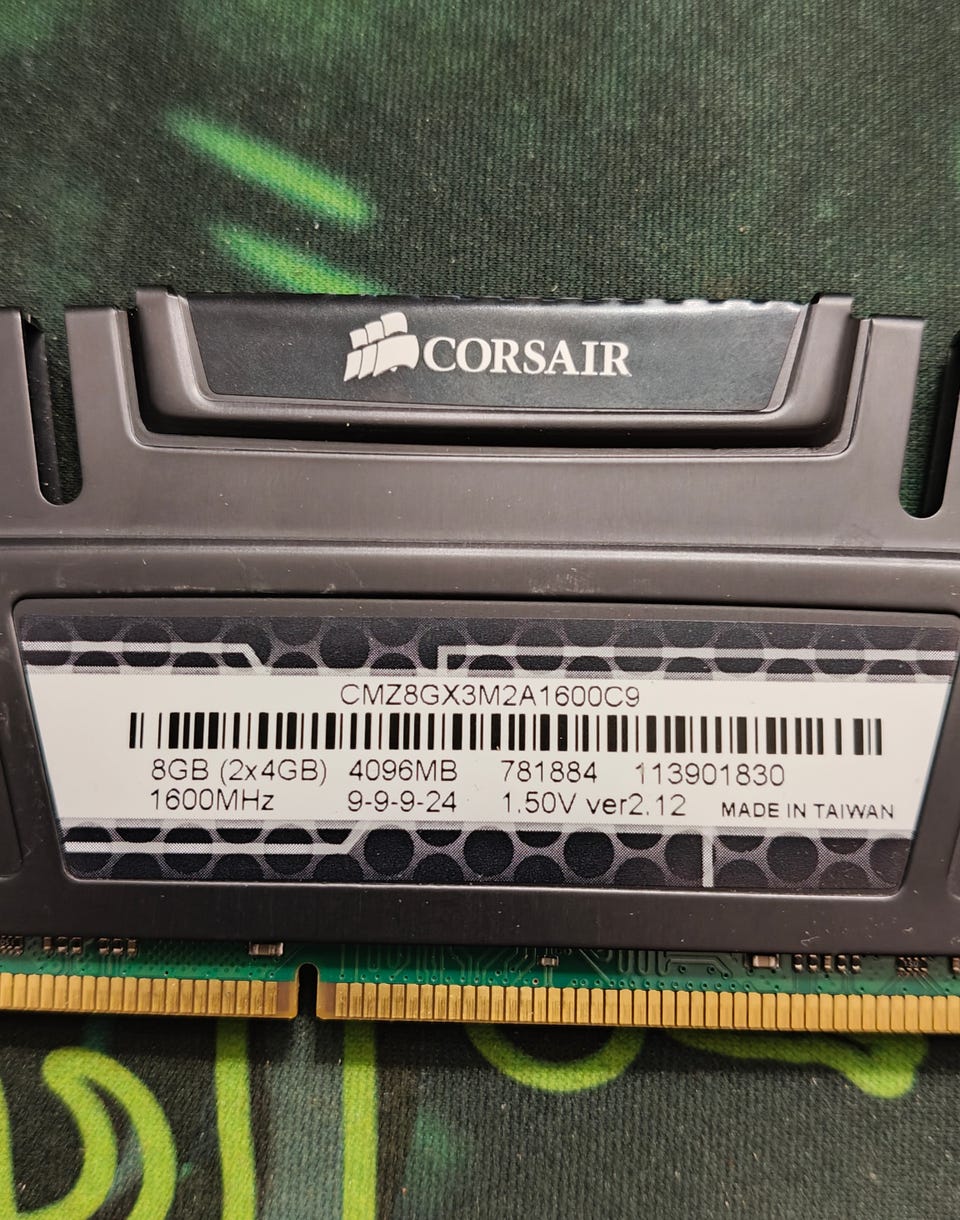 CORSAIR
CMZ8GX3M2A1600C9
8GB (2x4GB) 4096MB 781884 113901830
1600MHz 9-9-9-24 1.50V ver2.12 MADE IN TAIWAN